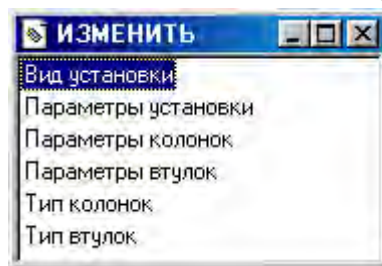 ИЗМЕНИТЬ
Вид установки
Параметры установки
Параметры колонок
Параметры втулок
Тип колонок
Тип втулок